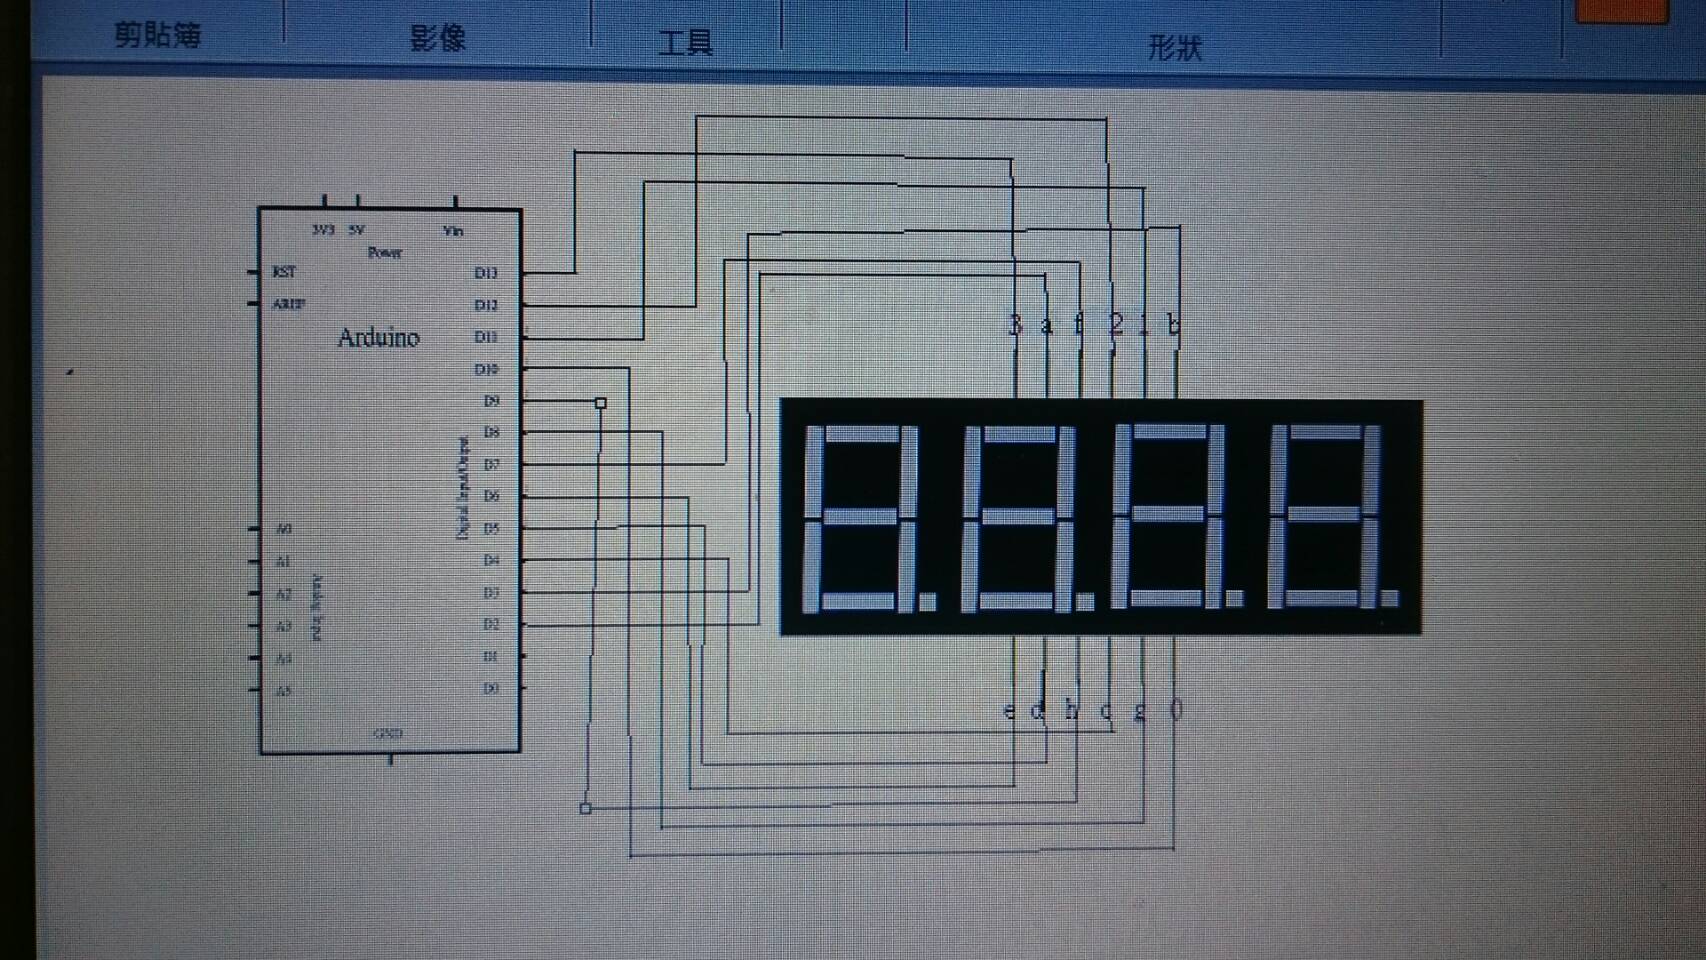 剪貼簿 影像 工具 形狀
3V3 5V Vin
Power
RST D13
AREF D12
Arduino D11
D10
D9
D8
D7
D6
A0 D5
A1 D4
A2 D3
A3 D2
A4 D1
A5 D0
GND
Digital Input/Output
Analog Input
3 a f 2 1 b
e d h c g 0